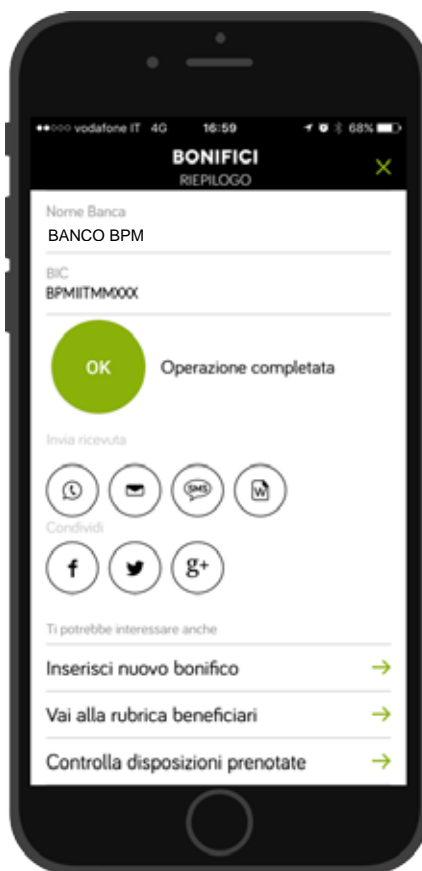 vodafone IT 4G 16:59 68%
BONIFICI
RIEPILOGO
Nome Banca
BANCO BPM
BIC
BPMIITMMXXX
OK
Operazione completata
Invia ricevuta
SMS
W
Condividi
f
g+
Ti potrebbe interessare anche
Inserisci nuovo bonifico
Vai alla rubrica beneficiari
Controlla disposizioni prenotate